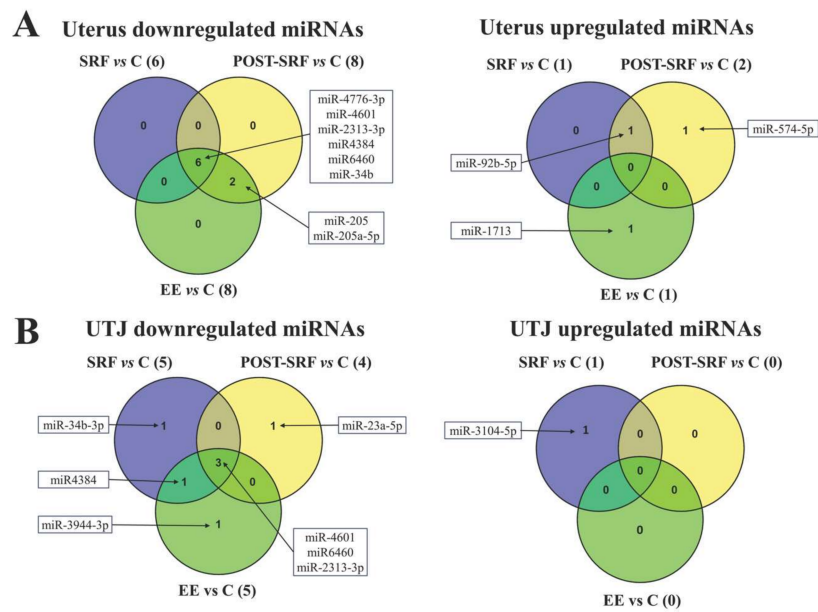 A
Uterus downregulated miRNAs
SRF vs C (6)
POST-SRF vs C (8)
0
0
0
6
0
2
0
miR-4776-3p
miR-4601
miR-2313-3p
miR4384
miR6460
miR-34b
miR-205
miR-205a-5p
EE vs C (8)
Uterus upregulated miRNAs
SRF vs C (1)
POST-SRF vs C (2)
0
1
1
miR-574-5p
miR-92b-5p
0
0
0
miR-1713
1
EE vs C (1)
B
UTJ downregulated miRNAs
SRF vs C (5)
POST-SRF vs C (4)
miR-34b-3p
1
0
1
miR-23a-5p
3
miR4384
1
0
miR-3944-3p
1
miR-4601
miR6460
miR-2313-3p
EE vs C (5)
UTJ upregulated miRNAs
SRF vs C (1)
POST-SRF vs C (0)
miR-3104-5p
1
0
0
0
0
0
0
EE vs C (0)